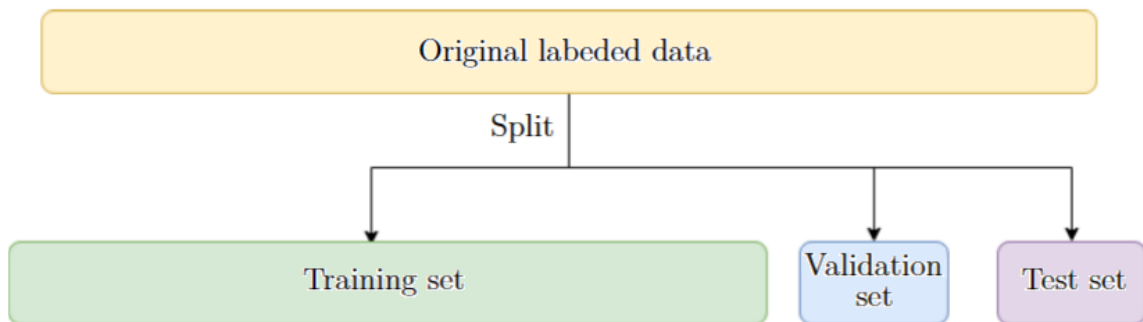 Original labeded data
Split
Training set
Validation
set
Test set